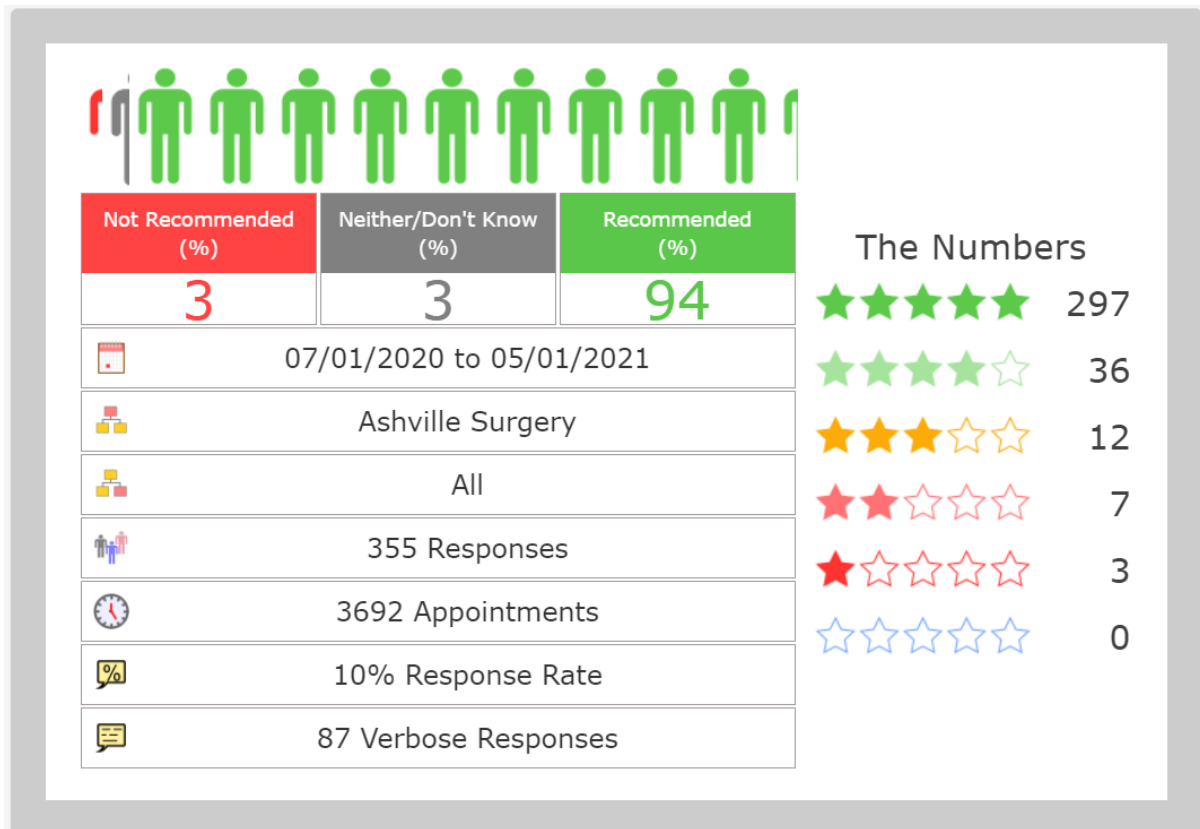 Not Recommended
(%)
3
Neither/Don't Know
(%)
3
Recommended
(%)
94
07/01/2020 to 05/01/2021
Ashville Surgery
All
355 Responses
3692 Appointments
%
10% Response Rate
87 Verbose Responses
The Numbers
297
36
12
7
3
0